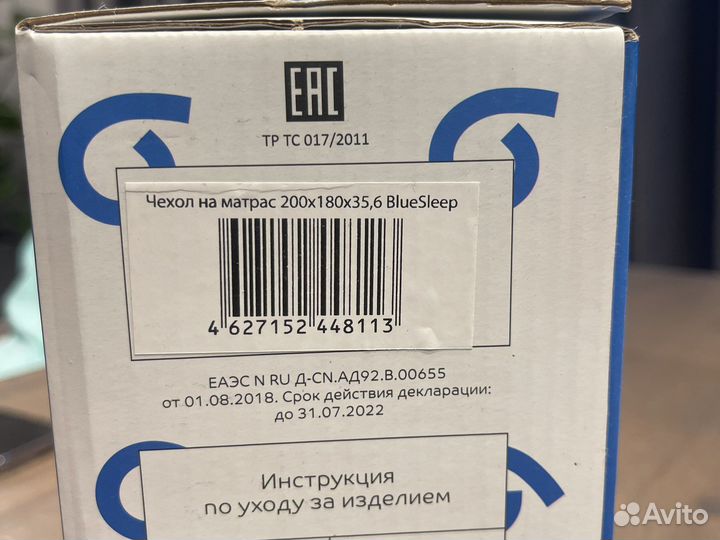 EAC
ТР ТС 017/2011
Чехол на матрас 200x180x35,6 BlueSleep
4 627152 448113
ЕАЭС N RU Д-CN.АД92.В.00655
от 01.08.2018. Срок действия декларации:
до 31.07.2022
Инструкция
по уходу за изделием
Avito